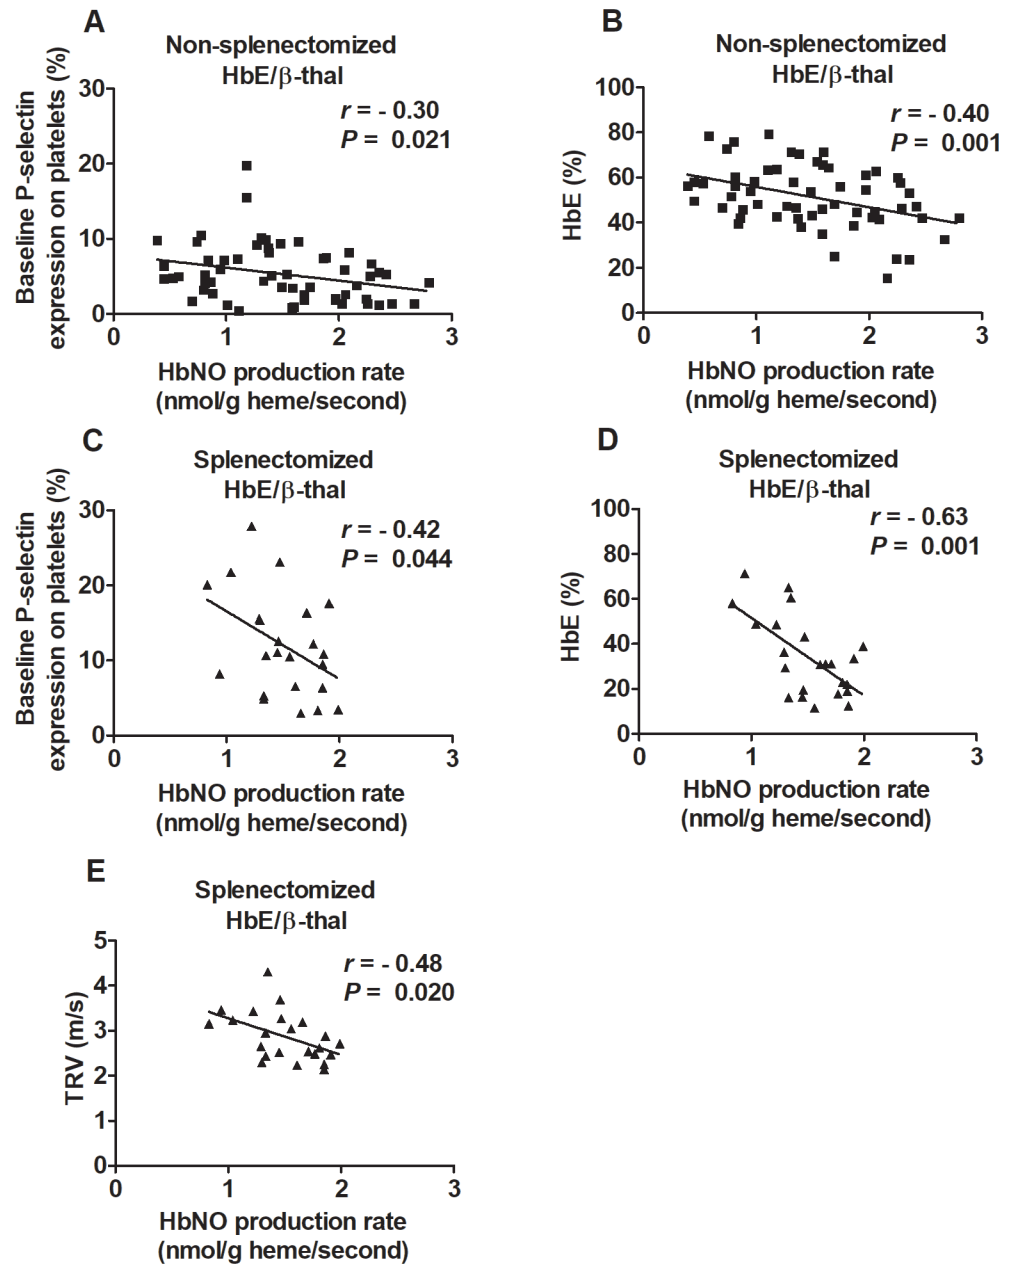 A
Non-splenectomized
HbE/β-thal
Baseline P-selectin
expression on platelets (%)
30
20
10
0
r = - 0.30
P = 0.021
0 1 2 3
HbNO production rate
(nmol/g heme/second)
B
Non-splenectomized
HbE/β-thal
HbE (%)
100
80
60
40
20
0
r = - 0.40
P = 0.001
0 1 2 3
HbNO production rate
(nmol/g heme/second)
C
Splenectomized
HbE/β-thal
Baseline P-selectin
expression on platelets (%)
30
20
10
0
r = - 0.42
P = 0.044
0 1 2 3
HbNO production rate
(nmol/g heme/second)
D
Splenectomized
HbE/β-thal
HbE (%)
100
80
60
40
20
0
r = - 0.63
P = 0.001
0 1 2 3
HbNO production rate
(nmol/g heme/second)
E
Splenectomized
HbE/β-thal
TRV (m/s)
5
4
3
2
1
0
r = - 0.48
P = 0.020
0 1 2 3
HbNO production rate
(nmol/g heme/second)